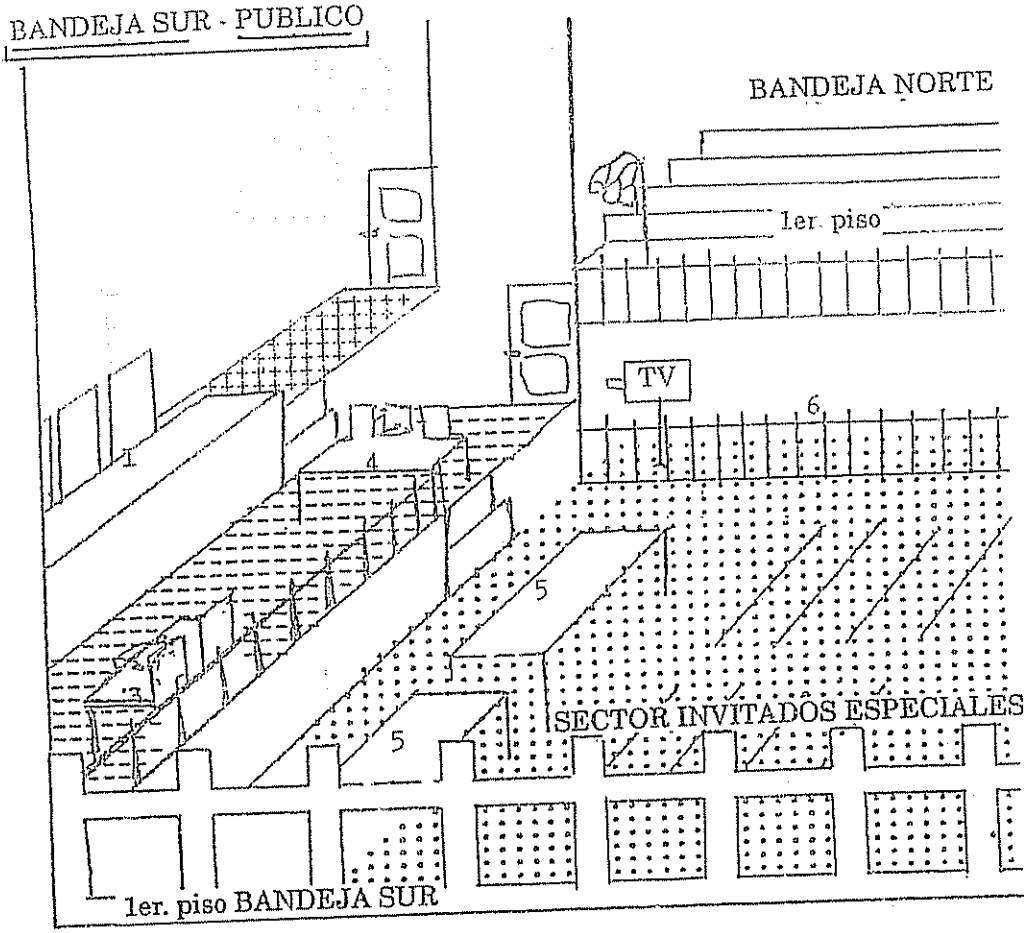 BANDEJA SUR - PUBLICO
BANDEJA NORTE
1er. piso
TV
6
1
4
5
3
SECTOR INVITADOS ESPECIALES
5
1er. piso BANDEJA SUR